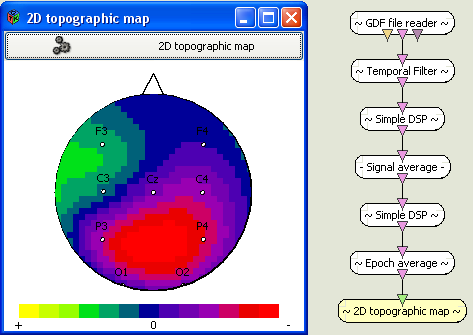 2D topographic map
2D topographic map
F3 F4
C3 Cz C4
P3 P4
O1 O2
+ 0 -
~ GDF file reader ~
~ Temporal Filter ~
~ Simple DSP ~
- Signal average -
~ Simple DSP ~
~ Epoch average ~
~ 2D topographic map ~